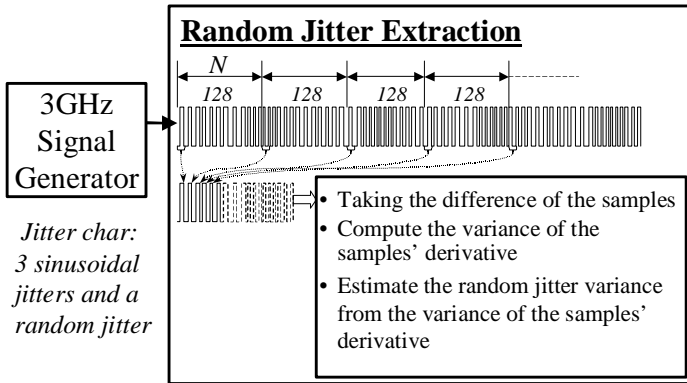 Random Jitter Extraction
N
128 128 128 128
3GHz
Signal
Generator
Jitter char:
3 sinusoidal
jitters and a
random jitter
• Taking the difference of the samples
• Compute the variance of the
samples’ derivative
• Estimate the random jitter variance
from the variance of the samples’
derivative